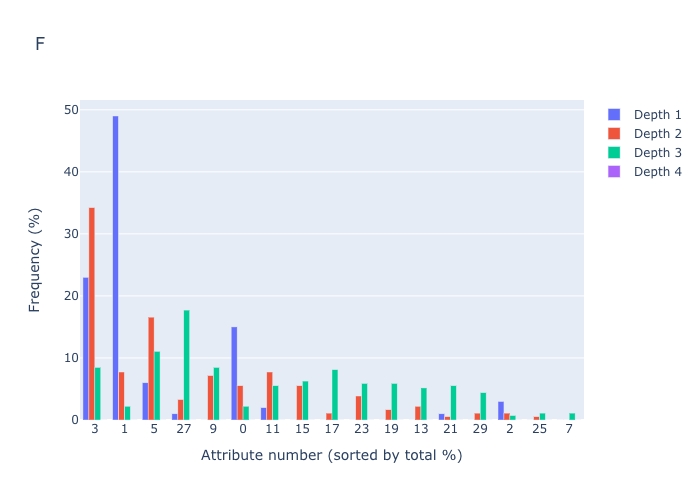 F
50
40
30
20
10
0
Frequency (%)
3 1 5 27 9 0 11 15 17 23 19 13 21 29 2 25 7
Attribute number (sorted by total %)
Depth 1
Depth 2
Depth 3
Depth 4